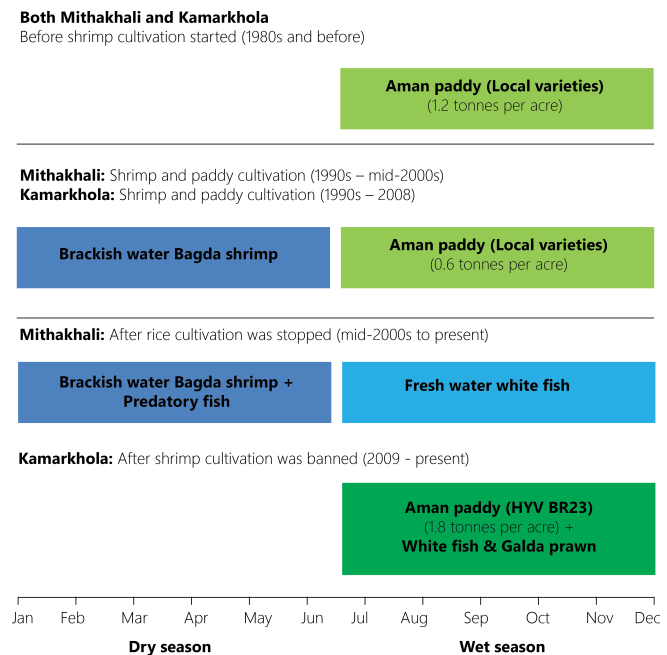 Both Mithakhali and Kamarkhola
Before shrimp cultivation started (1980s and before)
Aman paddy (Local varieties)
(1.2 tonnes per acre)
Mithakhali: Shrimp and paddy cultivation (1990s – mid-2000s)
Kamarkhola: Shrimp and paddy cultivation (1990s – 2008)
Brackish water Bagda shrimp
Aman paddy (Local varieties)
(0.6 tonnes per acre)
Mithakhali: After rice cultivation was stopped (mid-2000s to present)
Brackish water Bagda shrimp +
Predatory fish
Fresh water white fish
Kamarkhola: After shrimp cultivation was banned (2009 - present)
Aman paddy (HYV BR23)
(1.8 tonnes per acre) +
White fish & Galda prawn
Jan Feb Mar Apr May Jun Jul Aug Sep Oct Nov Dec
Dry season Wet season